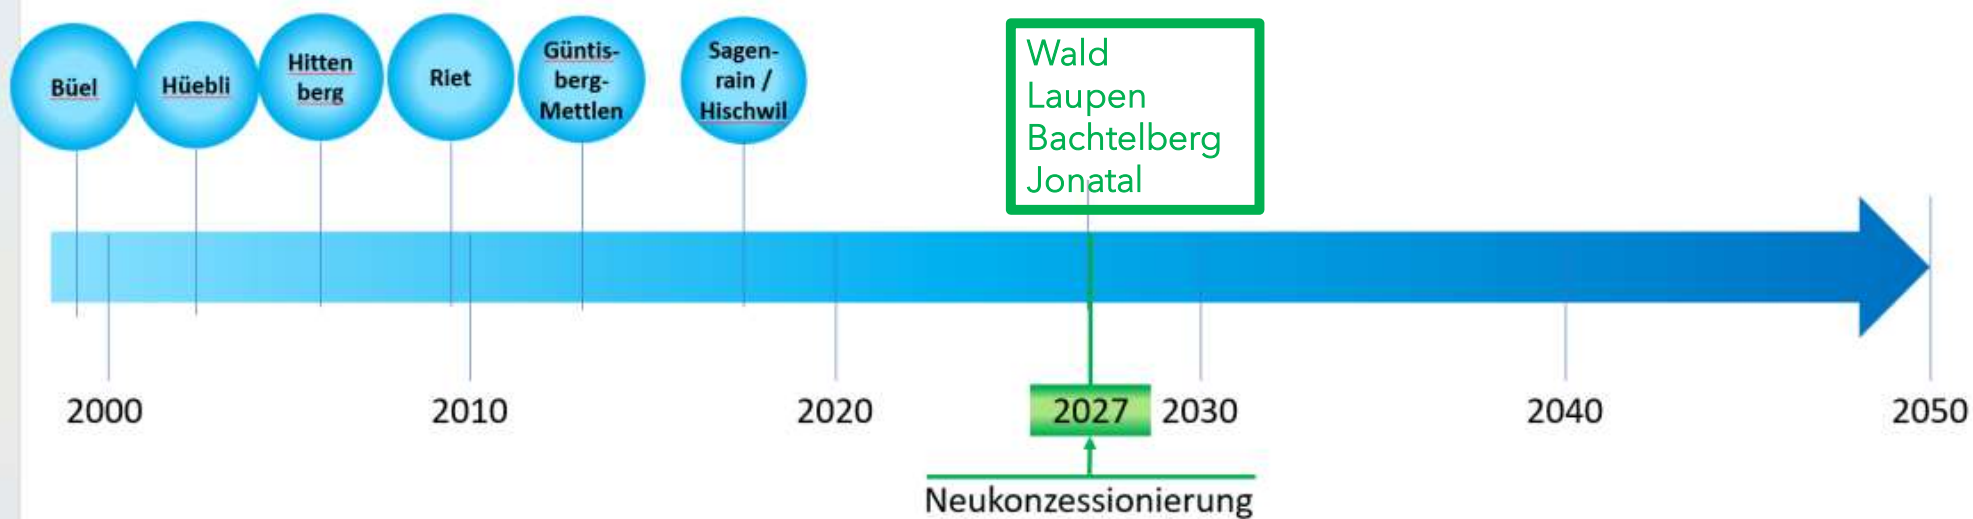 Büel
Hüebli
Hitten
berg
Riet
Güntis-
berg-
Mettlen
Sagen-
rain /
Hischwil
Wald
Laupen
Bachtelberg
Jonatal
2000
2010
2020
2027
2030
2040
2050
Neukonzessionierung